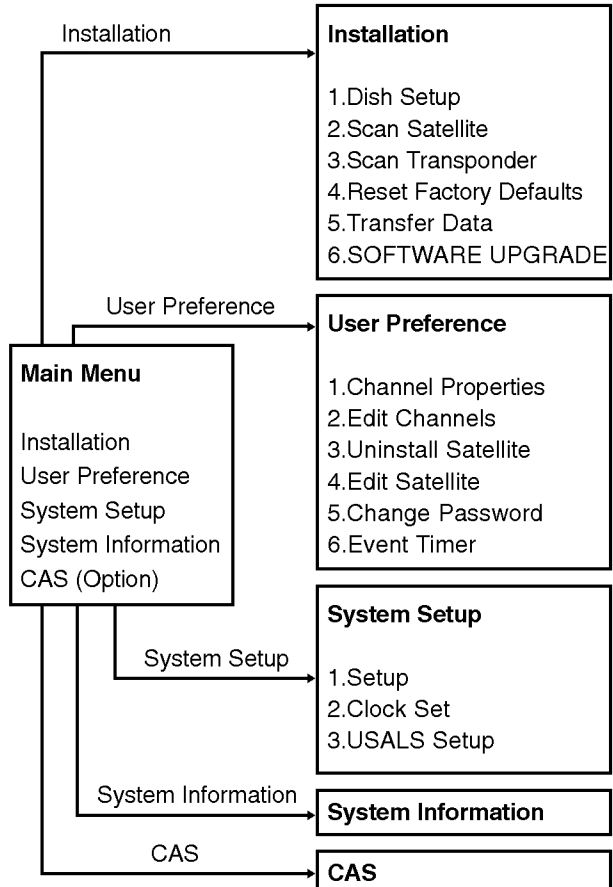 Installation
Installation
1.Dish Setup
2.Scan Satellite
3.Scan Transponder
4.Reset Factory Defaults
5.Transfer Data
6.SOFTWARE UPGRADE
User Preference
User Preference
1.Channel Properties
2.Edit Channels
3.Uninstall Satellite
4.Edit Satellite
5.Change Password
6.Event Timer
Main Menu
Installation
User Preference
System Setup
System Information
CAS (Option)
System Setup
System Setup
1.Setup
2.Clock Set
3.USALS Setup
System Information
System Information
CAS
CAS